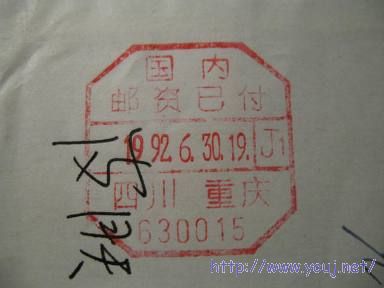 国内
邮资已付
1992.6.30.19. J1
四川 重庆
630015
http://www.youj.net/